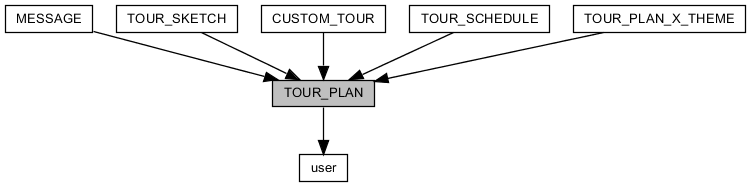 MESSAGE
TOUR_SKETCH
CUSTOM_TOUR
TOUR_SCHEDULE
TOUR_PLAN_X_THEME
TOUR_PLAN
user